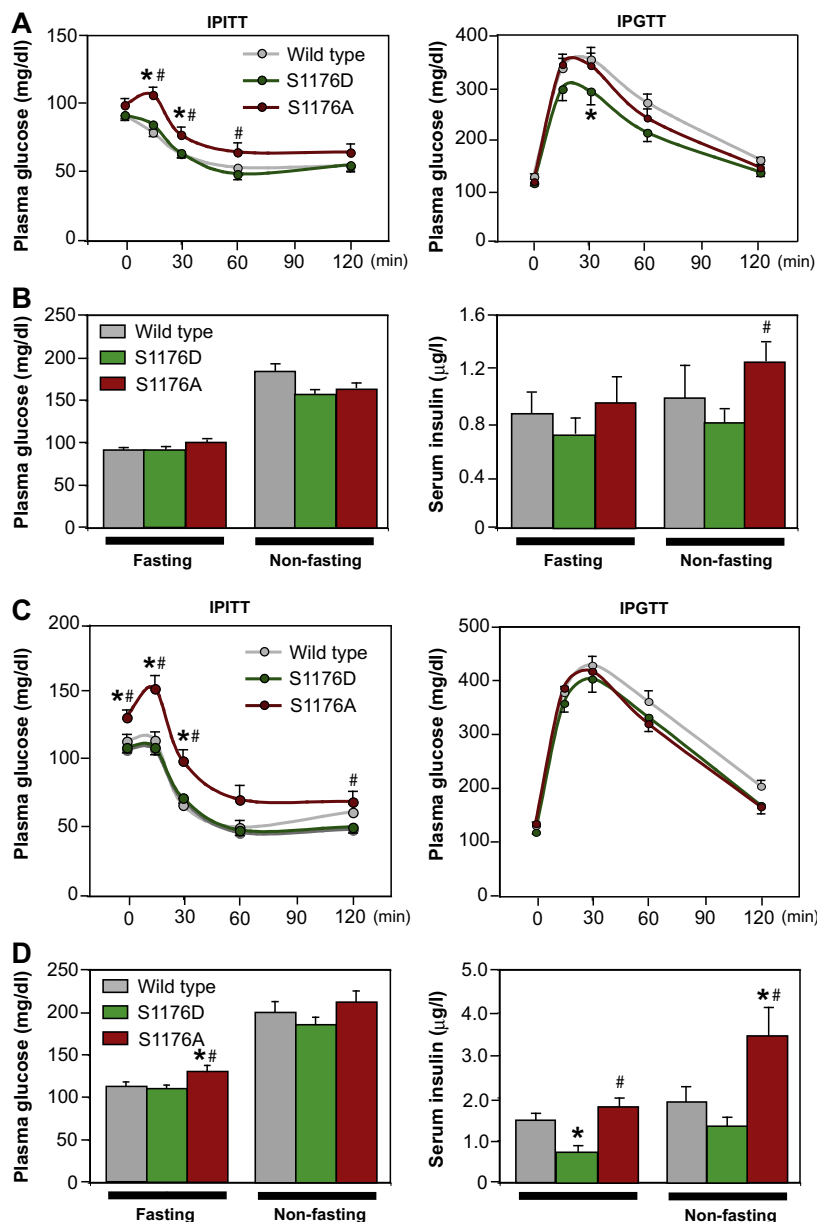 A
IPITT
Plasma glucose (mg/dl)
150
100
50
0
* #
* #
#
Wild type
S1176D
S1176A
0 30 60 90 120 (min)
IPGTT
Plasma glucose (mg/dl)
400
300
200
100
0
*
0 30 60 90 120 (min)
B
Plasma glucose (mg/dl)
250
200
150
100
50
0
Wild type
S1176D
S1176A
Fasting Non-fasting
Serum insulin (µg/l)
1.6
1.2
0.8
0.4
0
#
Fasting Non-fasting
C
IPITT
Plasma glucose (mg/dl)
200
150
100
50
0
* #
* #
* #
#
Wild type
S1176D
S1176A
0 30 60 90 120 (min)
IPGTT
Plasma glucose (mg/dl)
500
400
300
200
100
0
0 30 60 90 120 (min)
D
Plasma glucose (mg/dl)
250
200
150
100
50
0
Wild type
S1176D
S1176A
* #
Fasting Non-fasting
Serum insulin (µg/l)
5.0
4.0
3.0
2.0
1.0
0
*
#
* #
Non-fasting